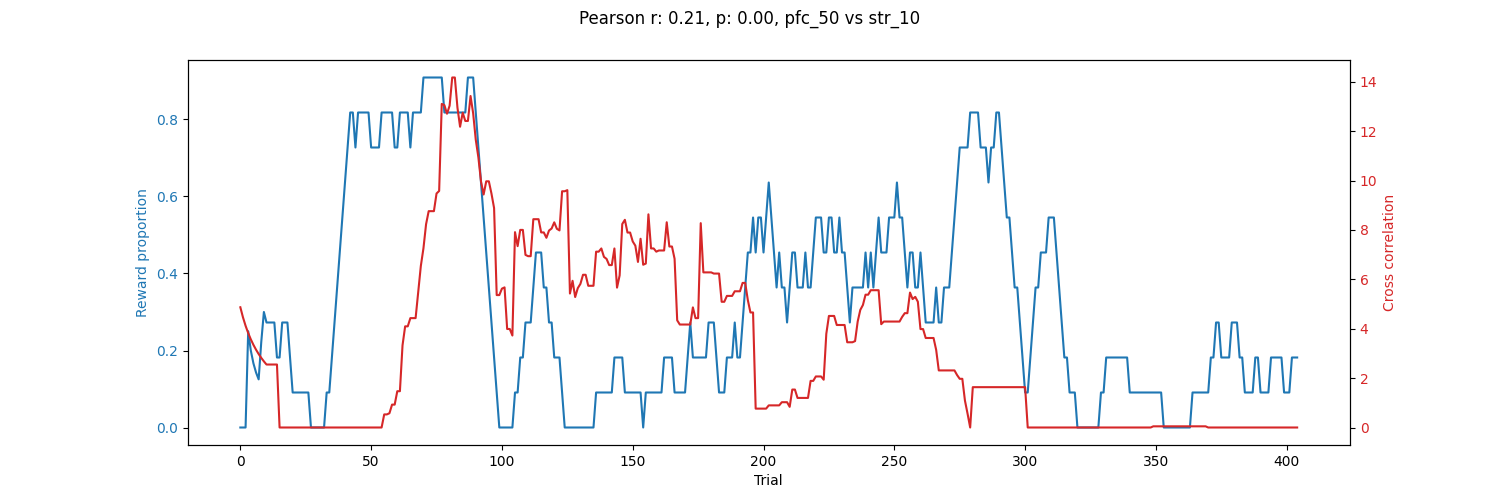 Pearson r: 0.21, p: 0.00, pfc_50 vs str_10
Reward proportion
0.8
0.6
0.4
0.2
0.0
14
12
10
8
6
4
2
0
Cross correlation
0 50 100 150 200 250 300 350 400
Trial